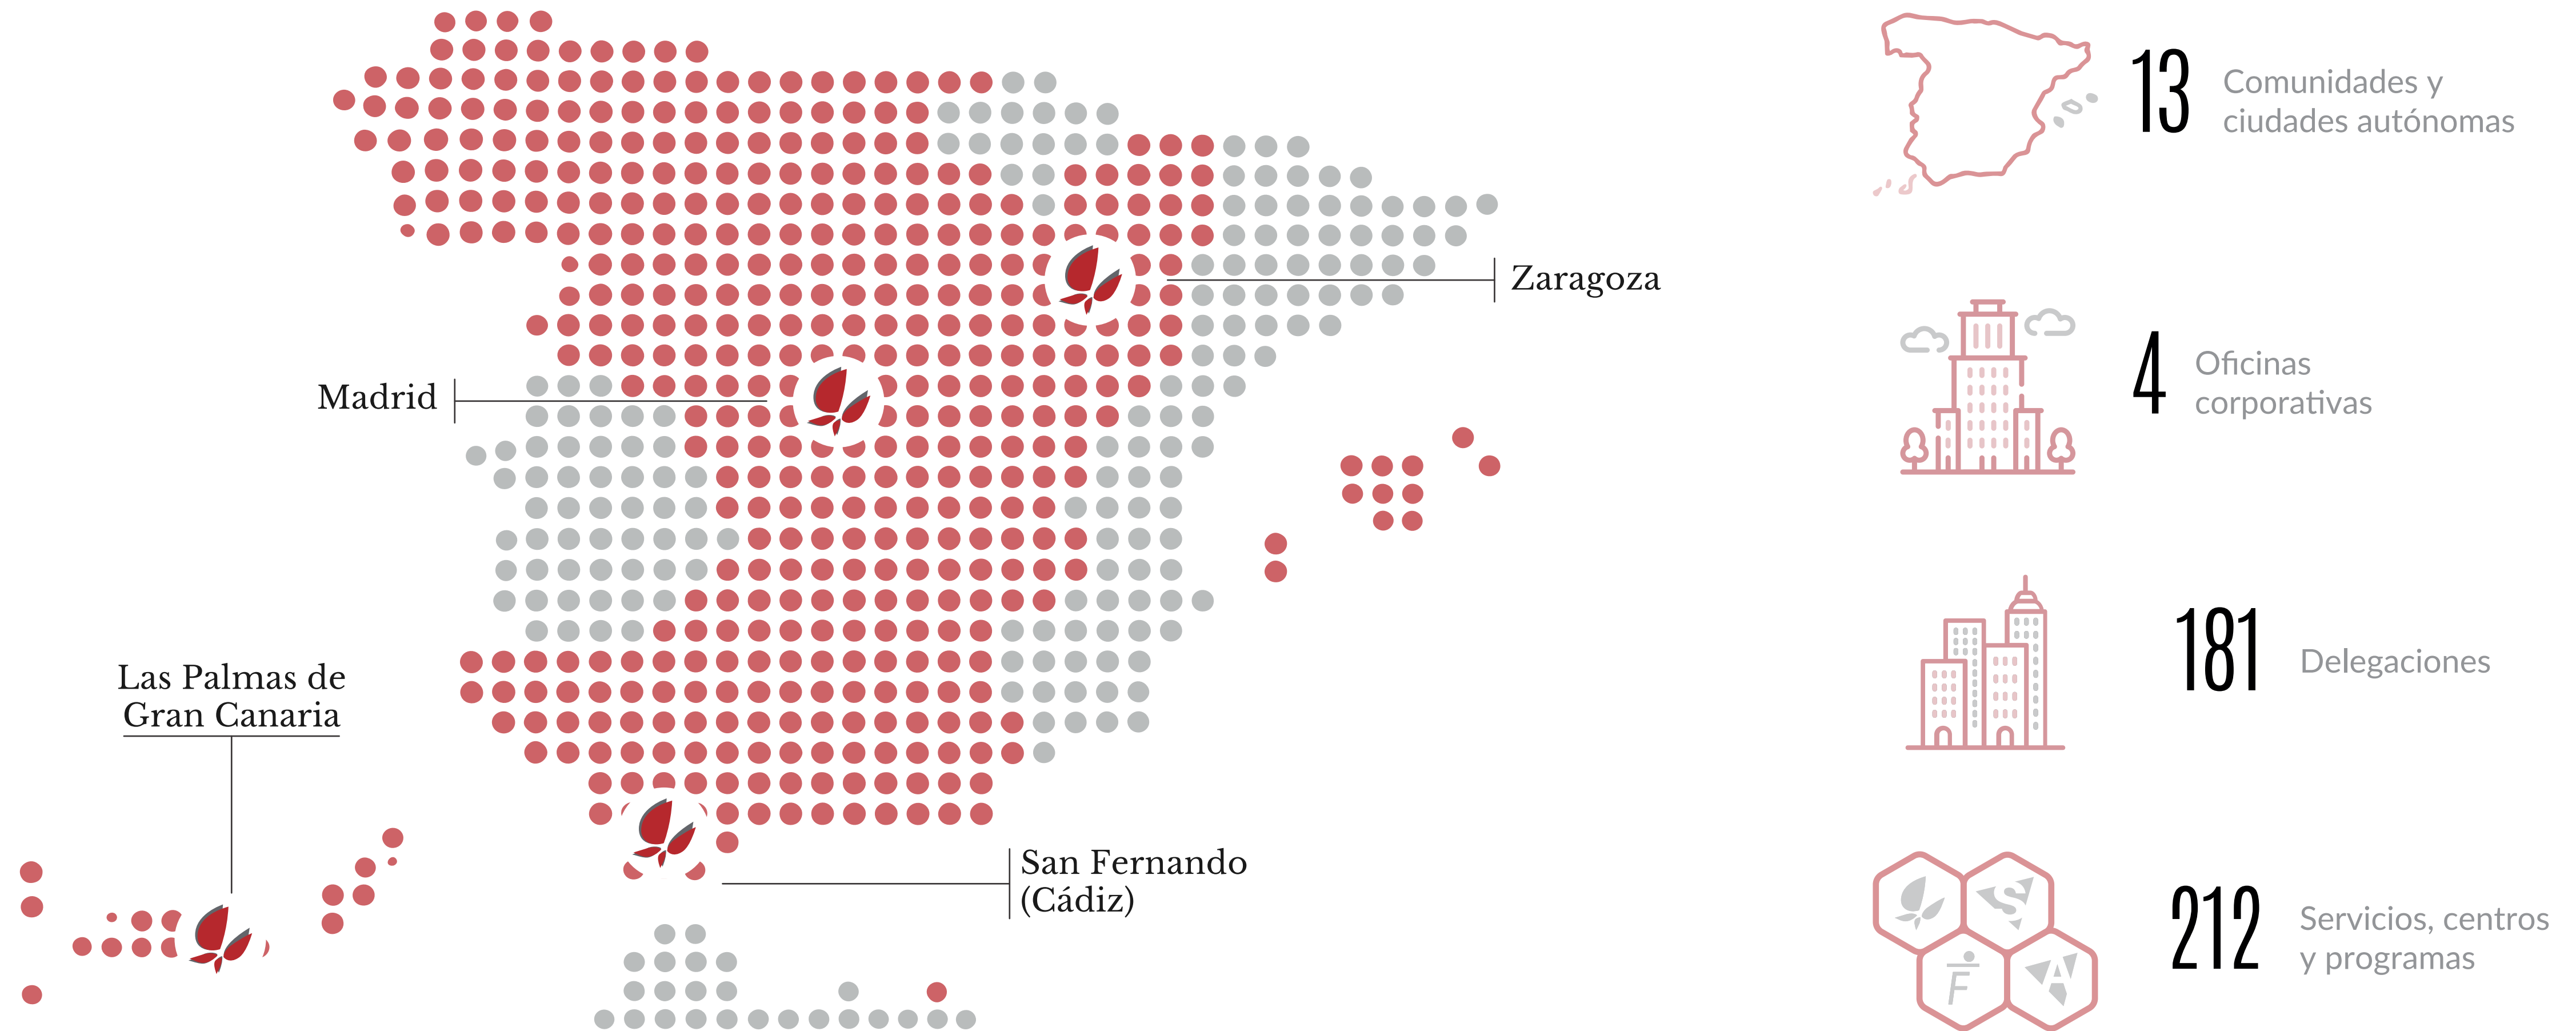 Zaragoza
Madrid
Las Palmas de
Gran Canaria
San Fernando
(Cádiz)
13
Comunidades y
ciudades autónomas
4
Oficinas
corporativas
181
Delegaciones
212
Servicios, centros
y programas
S
F
A